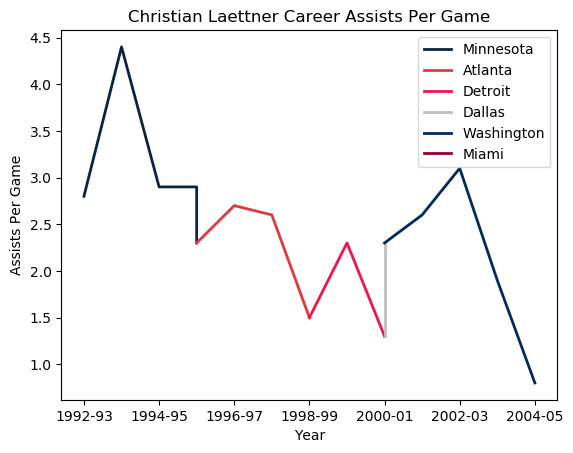 Christian Laettner Career Assists Per Game
4.5
4.0
3.5
3.0
2.5
2.0
1.5
1.0
Assists Per Game
Minnesota
Atlanta
Detroit
Dallas
Washington
Miami
1992-93 1994-95 1996-97 1998-99 2000-01 2002-03 2004-05
Year